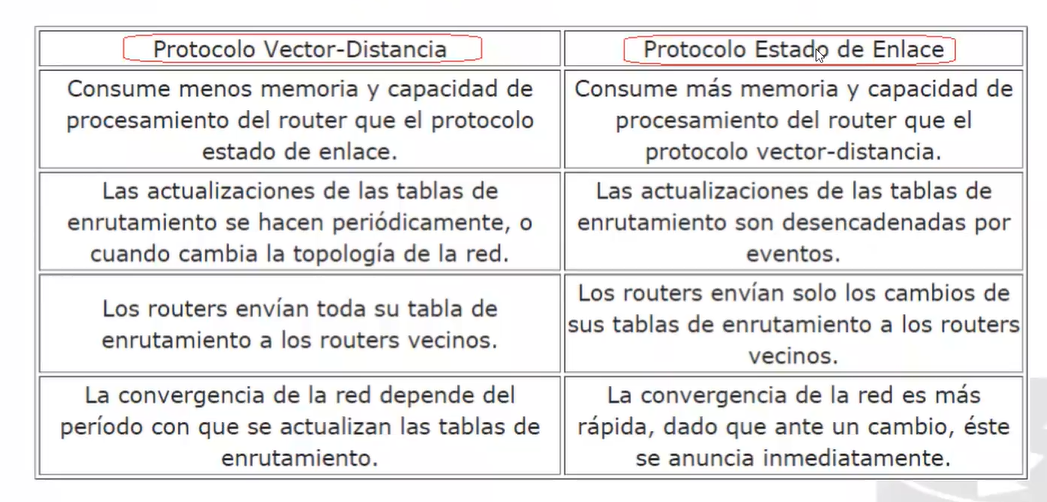 Protocolo Vector-Distancia
Protocolo Estado de Enlace
Consume menos memoria y capacidad de
procesamiento del router que el protocolo
estado de enlace.
Consume más memoria y capacidad de
procesamiento del router que el
protocolo vector-distancia.
Las actualizaciones de las tablas de
enrutamiento se hacen periódicamente, o
cuando cambia la topología de la red.
Las actualizaciones de las tablas de
enrutamiento son desencadenadas por
eventos.
Los routers envían toda su tabla de
enrutamiento a los routers vecinos.
Los routers envían solo los cambios de
sus tablas de enrutamiento a los routers
vecinos.
La convergencia de la red depende del
período con que se actualizan las tablas de
enrutamiento.
La convergencia de la red es más
rápida, dado que ante un cambio, éste
se anuncia inmediatamente.